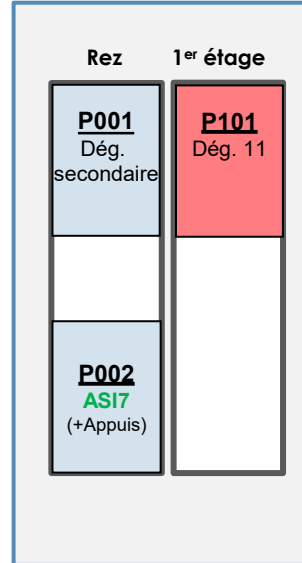 Rez
1er étage
P001
Dég.
secondaire
P101
Dég. 11
P002
ASI7
(+Appuis)